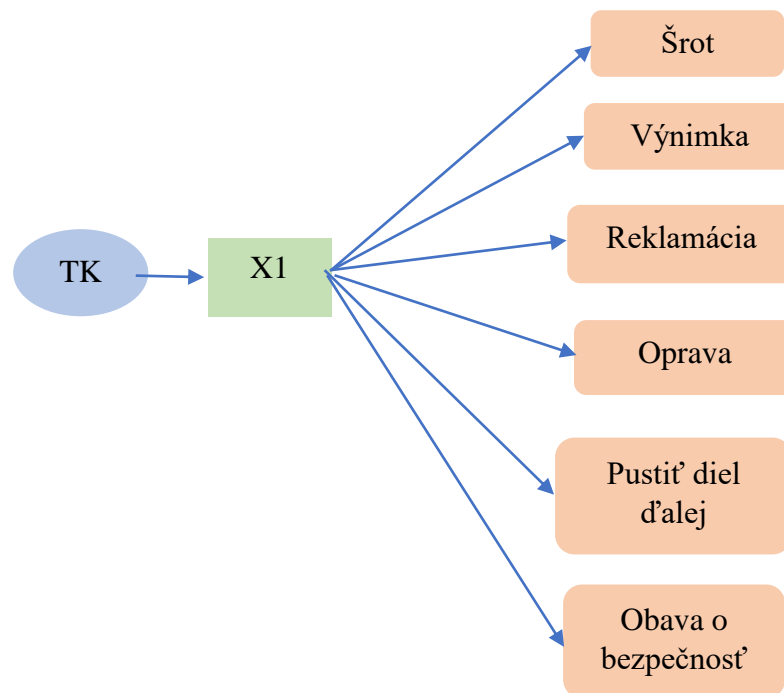 Šrot
Výnimka
TK
X1
Reklamácia
Oprava
Pustiť diel
ďalej
Obava o
bezpečnosť